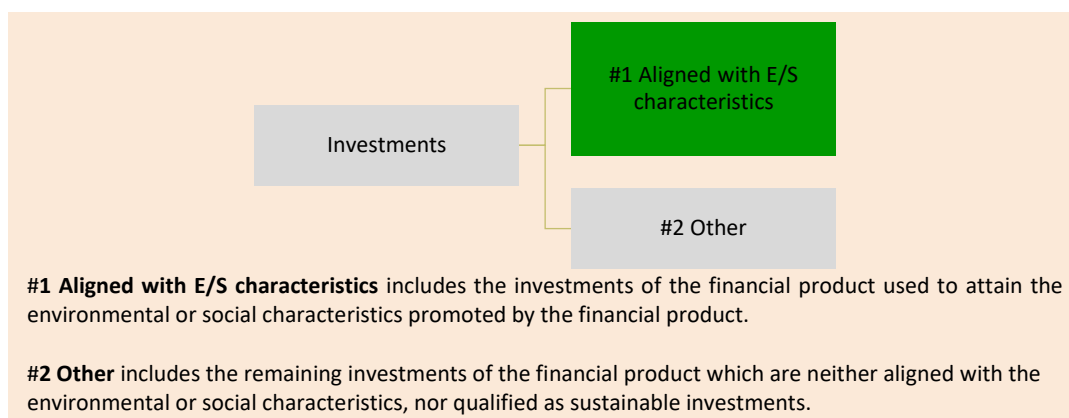 #1 Aligned with E/S
characteristics
Investments
#2 Other
#1 Aligned with E/S characteristics includes the investments of the financial product used to attain the
environmental or social characteristics promoted by the financial product.
#2 Other includes the remaining investments of the financial product which are neither aligned with the
environmental or social characteristics, nor qualified as sustainable investments.